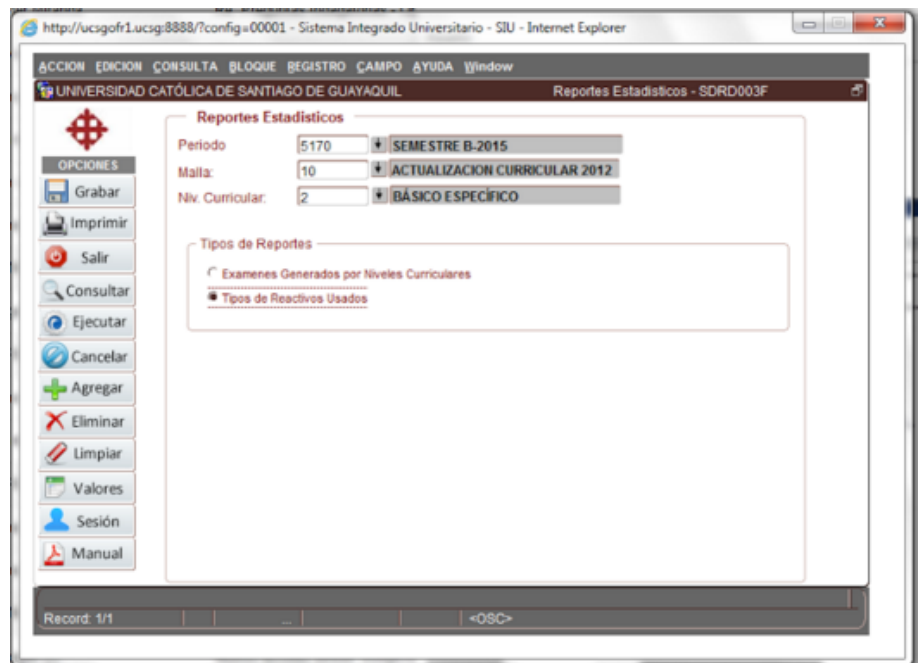 http://ucsgofr1.ucsg:8888/?config=00001 - Sistema Integrado Universitario - SIU - Internet Explorer
ACCION EDICION CONSULTA BLOQUE REGISTRO CAMPO AYUDA Window
UNIVERSIDAD CATÓLICA DE SANTIAGO DE GUAYAQUIL Reportes Estadisticos - SDRD003F
OPCIONES
Grabar
Imprimir
Salir
Consultar
Ejecutar
Cancelar
Agregar
Eliminar
Limpiar
Valores
Sesión
Manual
Reportes Estadisticos
Periodo 5170 SEMESTRE B-2015
Malla: 10 ACTUALIZACION CURRICULAR 2012
Niv. Curricular: 2 BÁSICO ESPECÍFICO
Tipos de Reportes
Examenes Generados por Niveles Curriculares
Tipos de Reactivos Usados
Record: 1/1 ... <OSC>